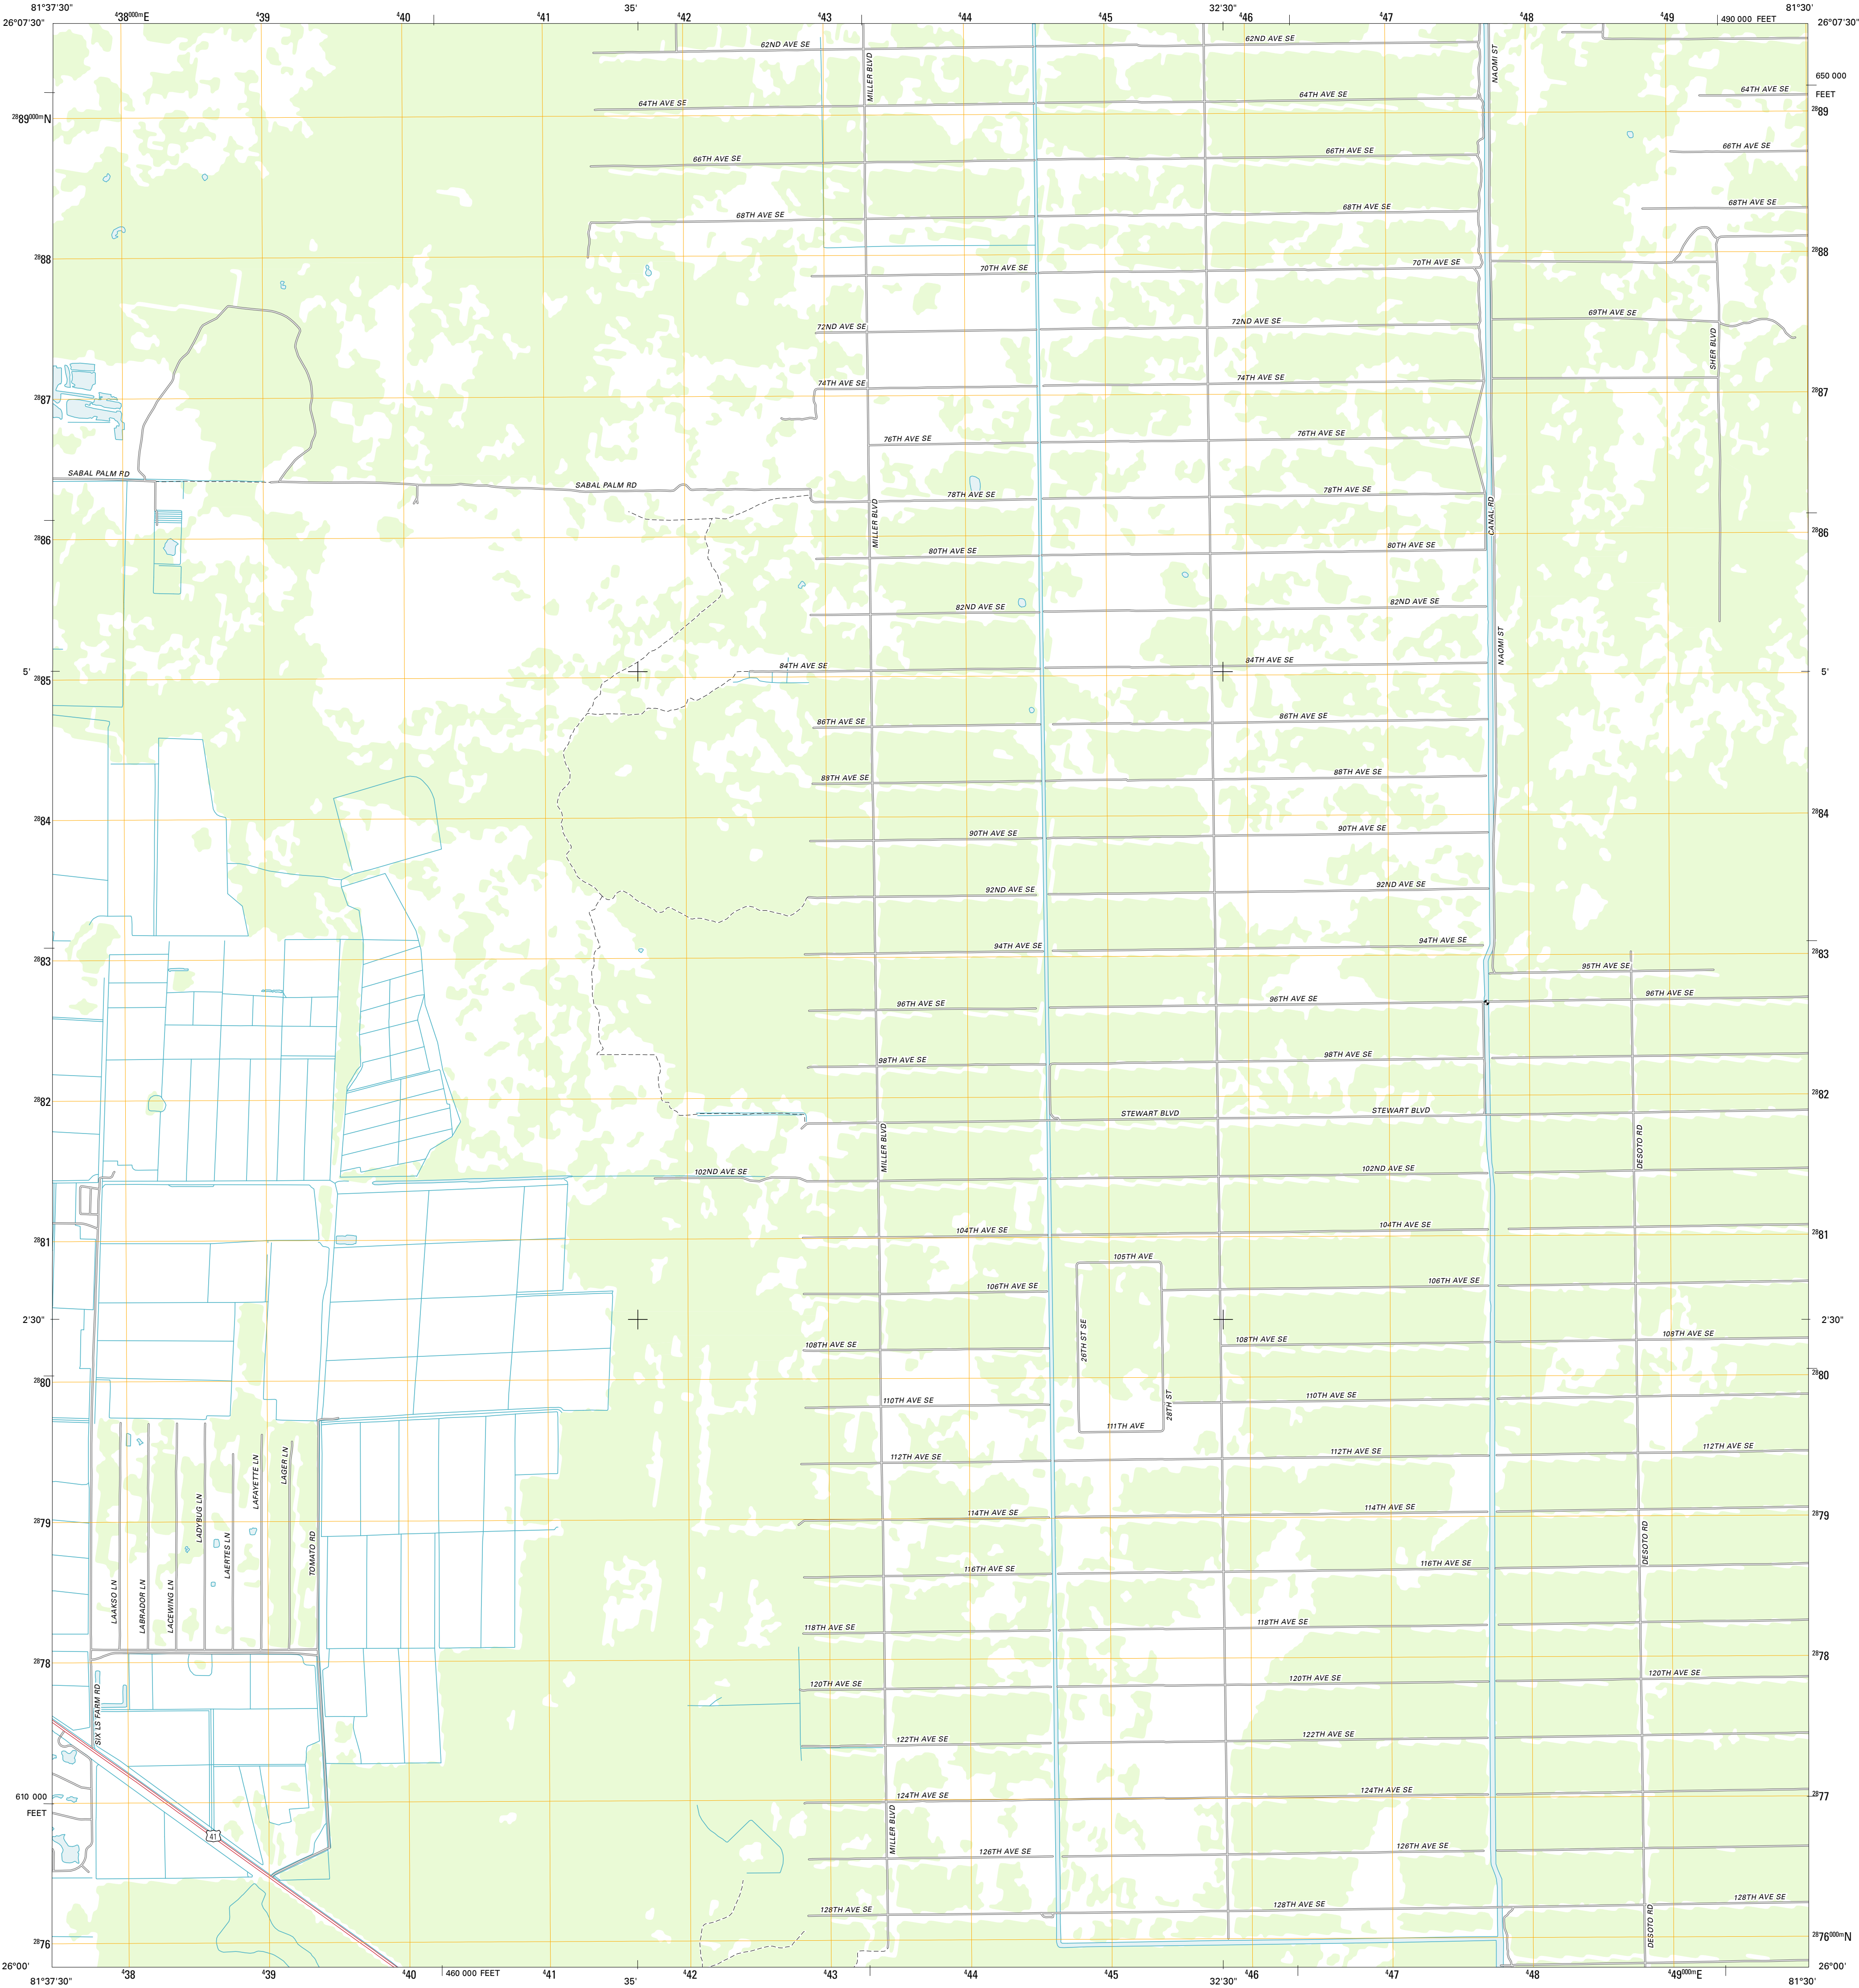 81°37'30" 438000mE 439 440 441 35' 442 443 444 445 32'30" 446 447 448 449 490 000 FEET 81°30'
26°07'30" 26°07'30"
62ND AVE SE 62ND AVE SE
MILLER BLVD NAOMI ST
650 000
FEET
64TH AVE SE 64TH AVE SE 64TH AVE SE
2889000mN 2889
66TH AVE SE 66TH AVE SE 66TH AVE SE
68TH AVE SE 68TH AVE SE 68TH AVE SE
2888 2888
70TH AVE SE 70TH AVE SE
72ND AVE SE 72ND AVE SE 69TH AVE SE
SHER BLVD
74TH AVE SE 74TH AVE SE
2887 2887
76TH AVE SE 76TH AVE SE
SABAL PALM RD SABAL PALM RD
78TH AVE SE 78TH AVE SE
MILLER BLVD CANAL RD
2886 2886
80TH AVE SE 80TH AVE SE
82ND AVE SE 82ND AVE SE
NAOMI ST
84TH AVE SE 84TH AVE SE
5' 5'
2885
86TH AVE SE 86TH AVE SE
88TH AVE SE 88TH AVE SE
2884 2884
90TH AVE SE 90TH AVE SE
92ND AVE SE 92ND AVE SE
94TH AVE SE 94TH AVE SE
2883 2883
95TH AVE SE
96TH AVE SE 96TH AVE SE 96TH AVE SE
98TH AVE SE 98TH AVE SE
2882 2882
STEWART BLVD STEWART BLVD
MILLER BLVD DESOTO RD
102ND AVE SE 102ND AVE SE
104TH AVE SE 104TH AVE SE
2881 2881
105TH AVE
106TH AVE SE 106TH AVE SE
2'30" 2'30"
26TH ST SE
108TH AVE SE 108TH AVE SE 108TH AVE SE
2880 2880
110TH AVE SE 28TH ST 110TH AVE SE
111TH AVE
112TH AVE SE 112TH AVE SE 112TH AVE SE
LAFAYETTE LN LAGER LN
114TH AVE SE 114TH AVE SE
2879 2879
LADYBUG LN LAERTES LN TOMATO RD DESOTO RD
116TH AVE SE 116TH AVE SE
LAAKSO LN LABRADOR LN LACEWING LN
118TH AVE SE 118TH AVE SE
2878 2878
120TH AVE SE 120TH AVE SE 120TH AVE SE
SIX LS FARM RD
122TH AVE SE 122TH AVE SE
124TH AVE SE 124TH AVE SE
610 000
FEET
2877
41
MILLER BLVD
126TH AVE SE 126TH AVE SE
128TH AVE SE 128TH AVE SE 128TH AVE SE
DESOTO RD
2876 2876000mN
26°00' 26°00'
81°37'30" 438 439 440 460 000 FEET 441 35' 442 443 444 445 32'30" 446 447 448 449000mE 81°30'